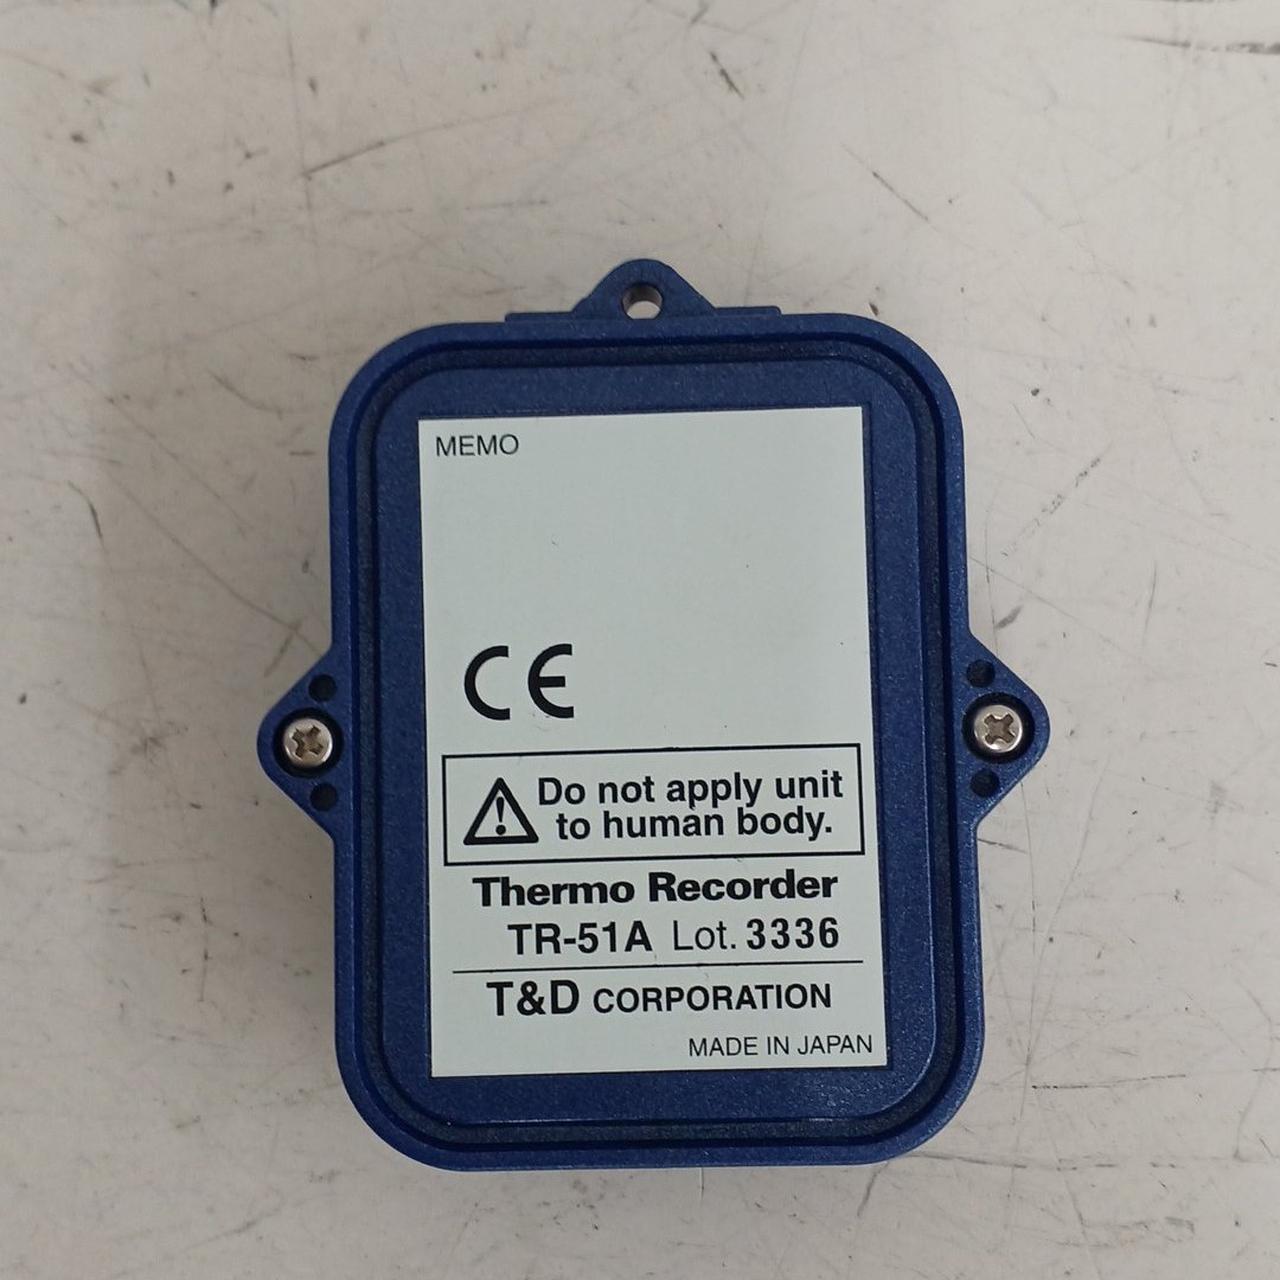 MEMO
CE
Do not apply unit
to human body.
Thermo Recorder
TR-51A Lot. 3336
T&D CORPORATION
MADE IN JAPAN